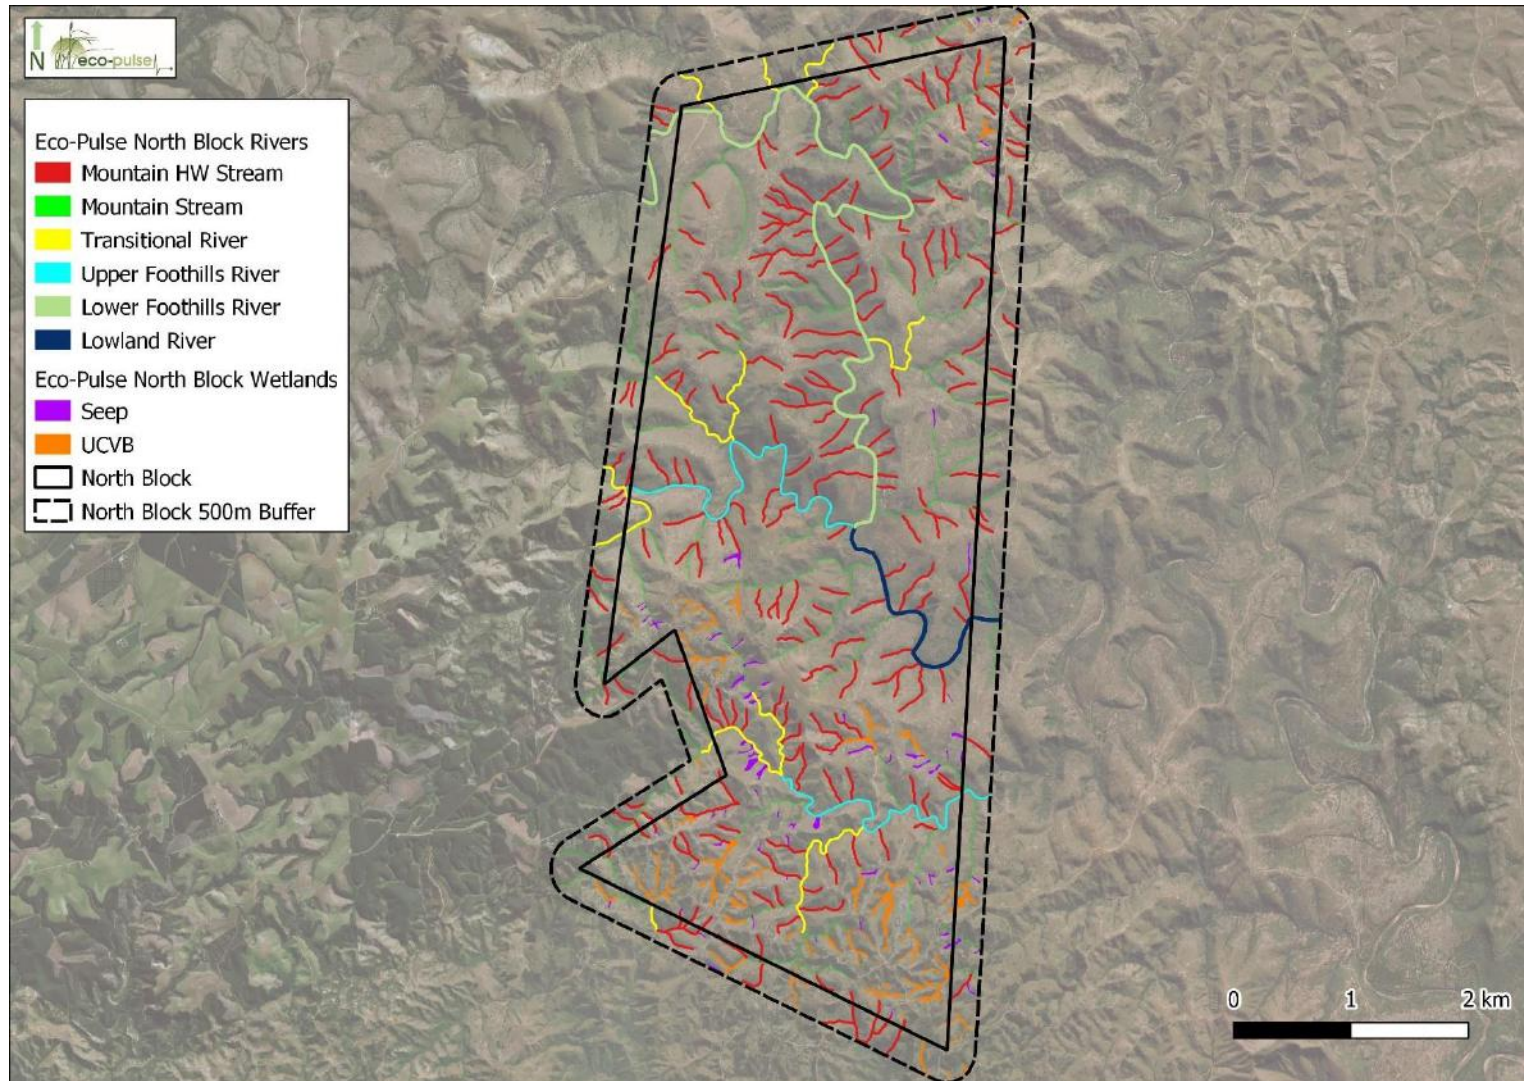 N
eco-pulse
Eco-Pulse North Block Rivers
Mountain HW Stream
Mountain Stream
Transitional River
Upper Foothills River
Lower Foothills River
Lowland River
Eco-Pulse North Block Wetlands
Seep
UCVB
North Block
North Block 500m Buffer
0 1 2 km